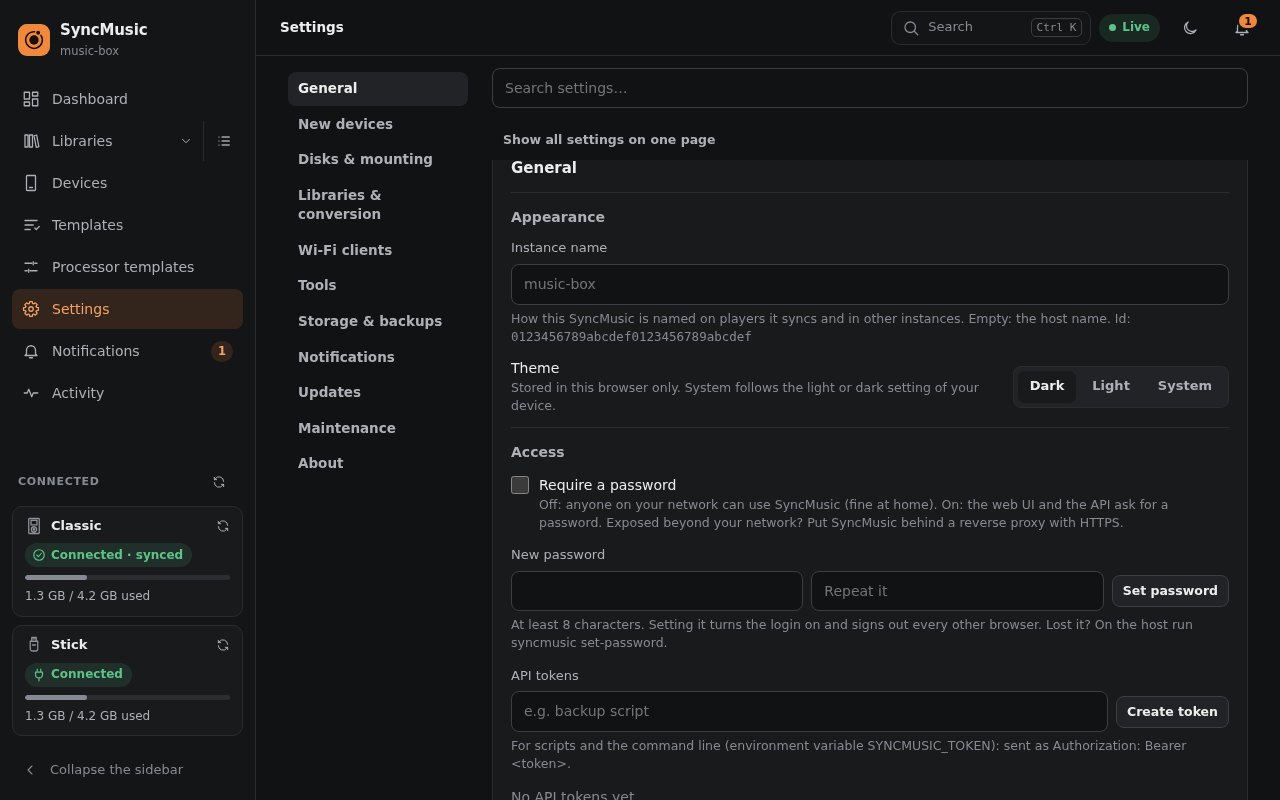 SyncMusic
music-box
Dashboard
Libraries
Devices
Templates
Processor templates
Settings
Notifications
1
Activity
CONNECTED
Classic
Connected · synced
1.3 GB / 4.2 GB used
Stick
Connected
1.3 GB / 4.2 GB used
Collapse the sidebar
Settings
Search
Ctrl K
Live
1
General
New devices
Disks & mounting
Libraries &
conversion
Wi-Fi clients
Tools
Storage & backups
Notifications
Updates
Maintenance
About
Search settings…
Show all settings on one page
General
Appearance
Instance name
music-box
How this SyncMusic is named on players it syncs and in other instances. Empty: the host name. Id:
0123456789abcdef0123456789abcdef
Theme
Stored in this browser only. System follows the light or dark setting of your
device.
Dark
Light
System
Access
Require a password
Off: anyone on your network can use SyncMusic (fine at home). On: the web UI and the API ask for a
password. Exposed beyond your network? Put SyncMusic behind a reverse proxy with HTTPS.
New password
Repeat it
Set password
At least 8 characters. Setting it turns the login on and signs out every other browser. Lost it? On the host run
syncmusic set-password.
API tokens
e.g. backup script
Create token
For scripts and the command line (environment variable SYNCMUSIC_TOKEN): sent as Authorization: Bearer
<token>.
No API tokens yet